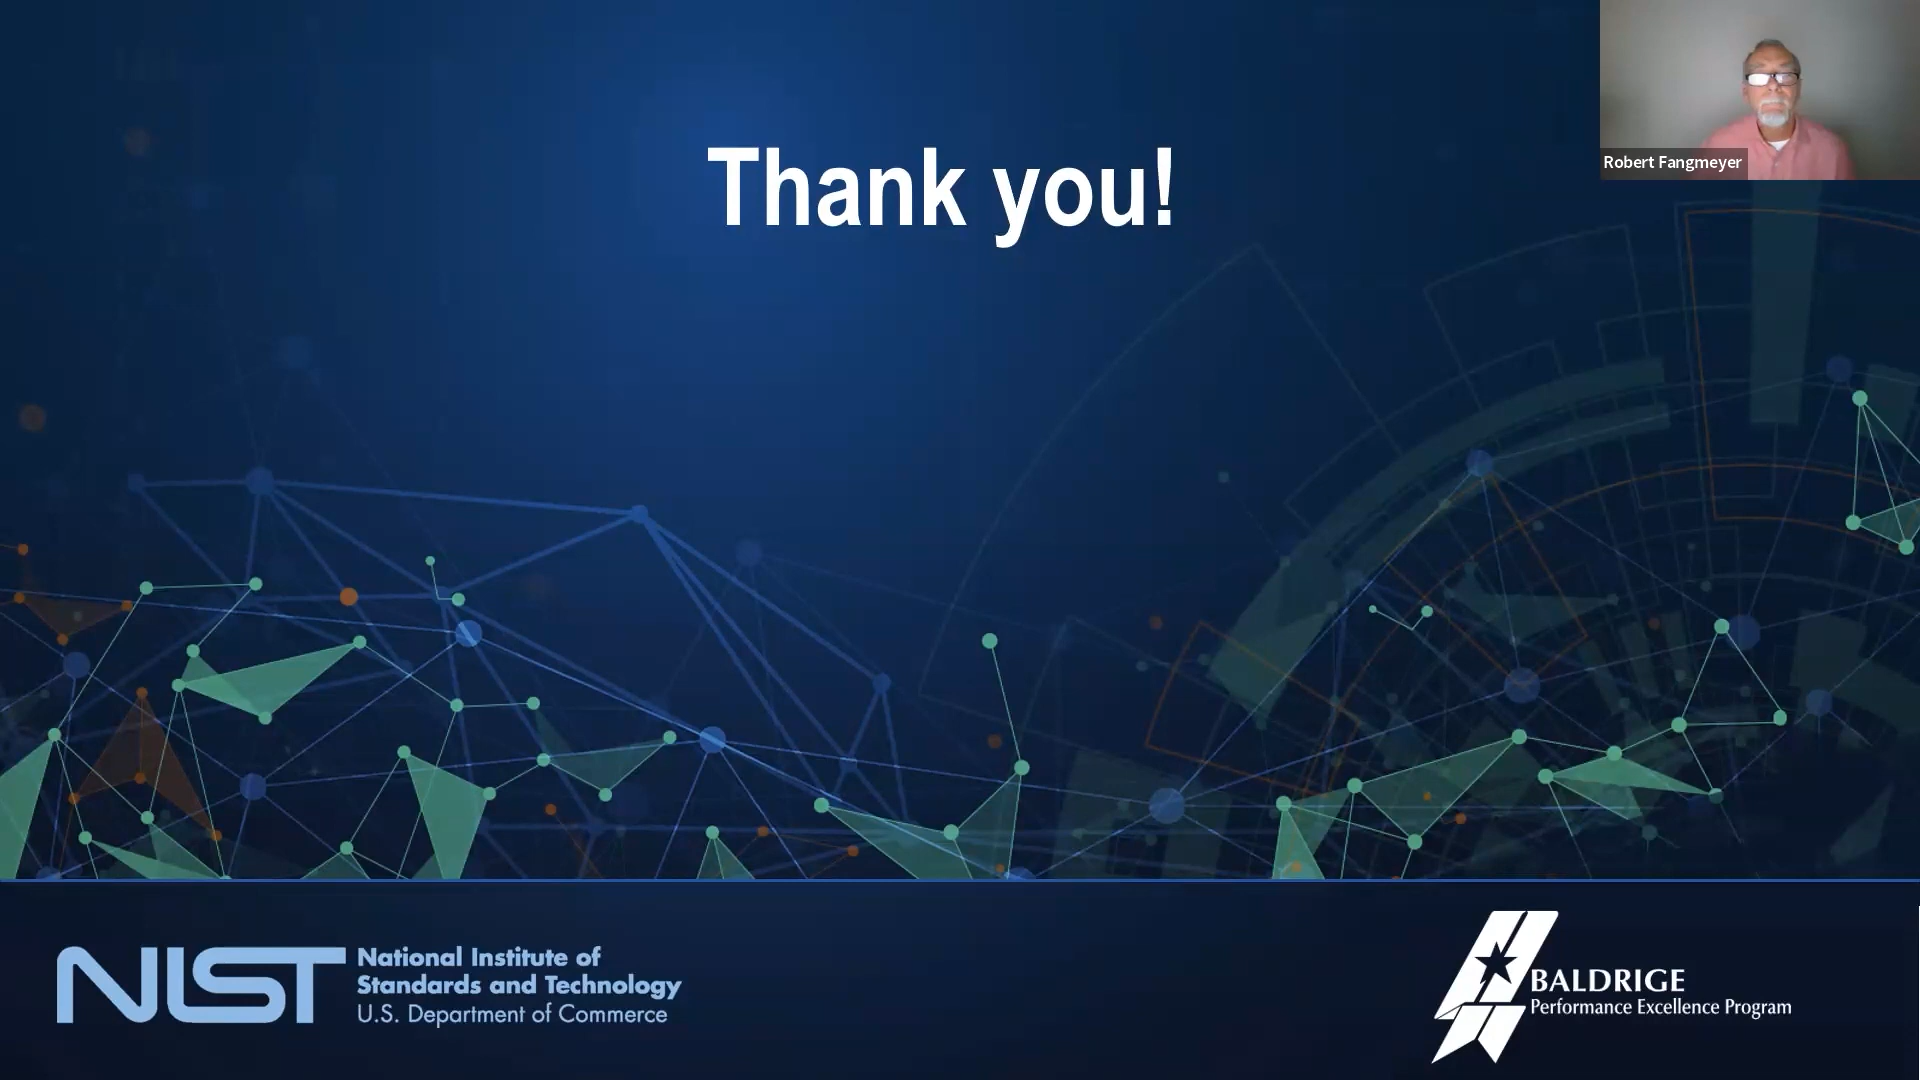 Thank you!
Robert Fangmeyer
NIST
National Institute of
Standards and Technology
U.S. Department of Commerce
BALDRIGE
Performance Excellence Program